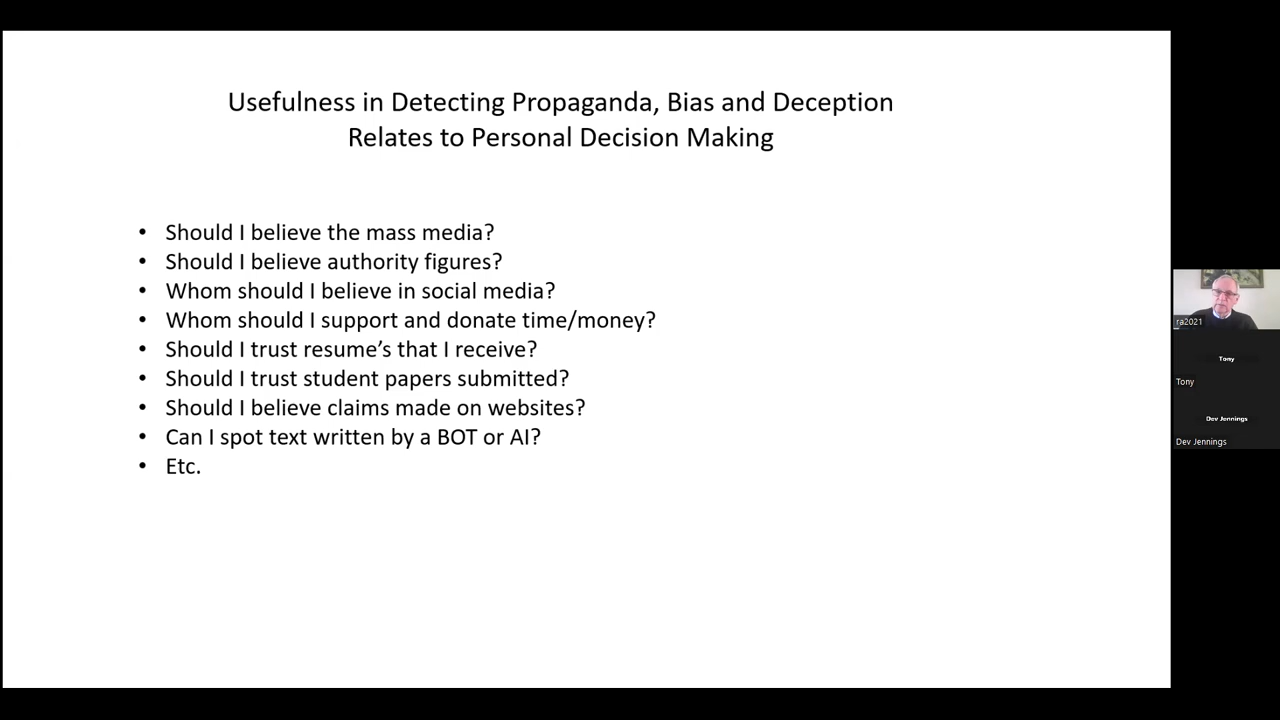 Usefulness in Detecting Propaganda, Bias and Deception
Relates to Personal Decision Making
• Should I believe the mass media?
• Should I believe authority figures?
• Whom should I believe in social media?
• Whom should I support and donate time/money?
• Should I trust resume’s that I receive?
• Should I trust student papers submitted?
• Should I believe claims made on websites?
• Can I spot text written by a BOT or AI?
• Etc.
ra2021
Tony
Tony
Dev Jennings
Dev Jennings